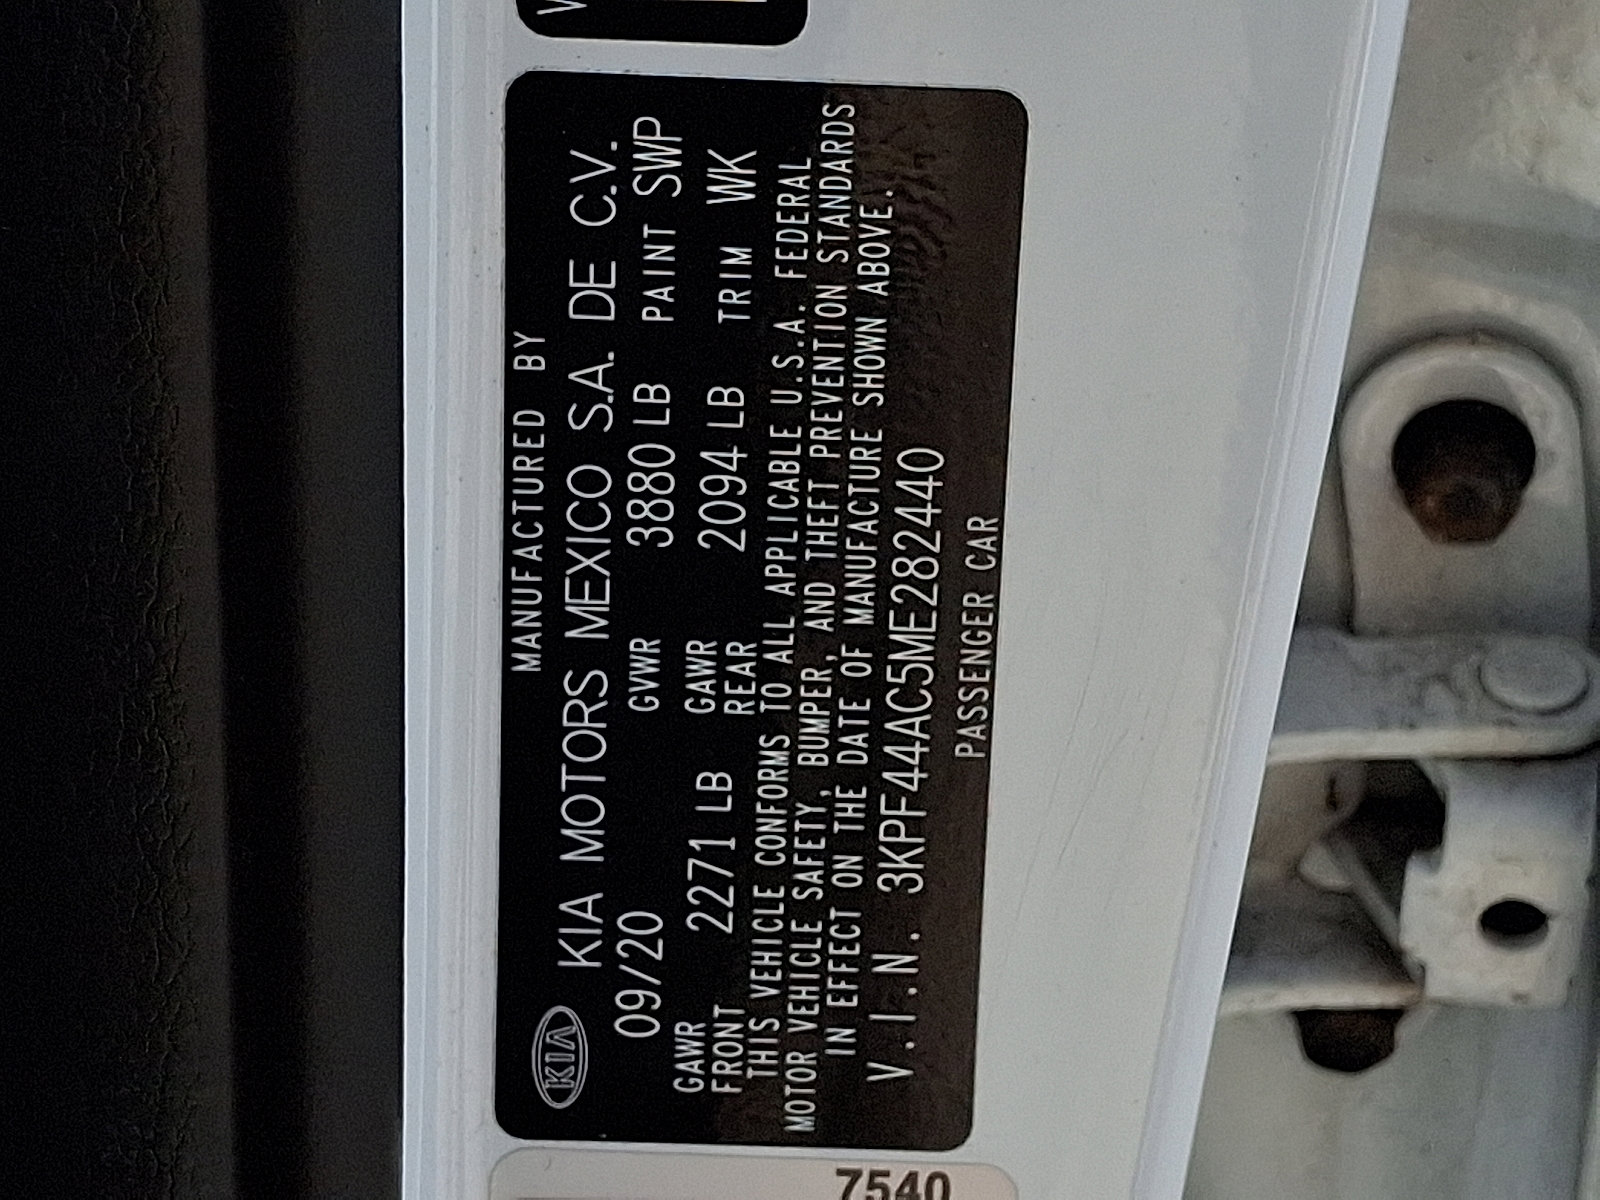 KIA
MANUFACTURED BY
KIA MOTORS MEXICO S.A. DE C.V.
09/20 GVWR 3880 LB PAINT SWP
GAWR FRONT 2271 LB GAWR REAR 2094 LB TRIM WK
THIS VEHICLE CONFORMS TO ALL APPLICABLE U.S.A. FEDERAL
MOTOR VEHICLE SAFETY, BUMPER, AND THEFT PREVENTION STANDARDS
IN EFFECT ON THE DATE OF MANUFACTURE SHOWN ABOVE.
V.I.N. 3KPF44AC5ME282440
PASSENGER CAR
7540